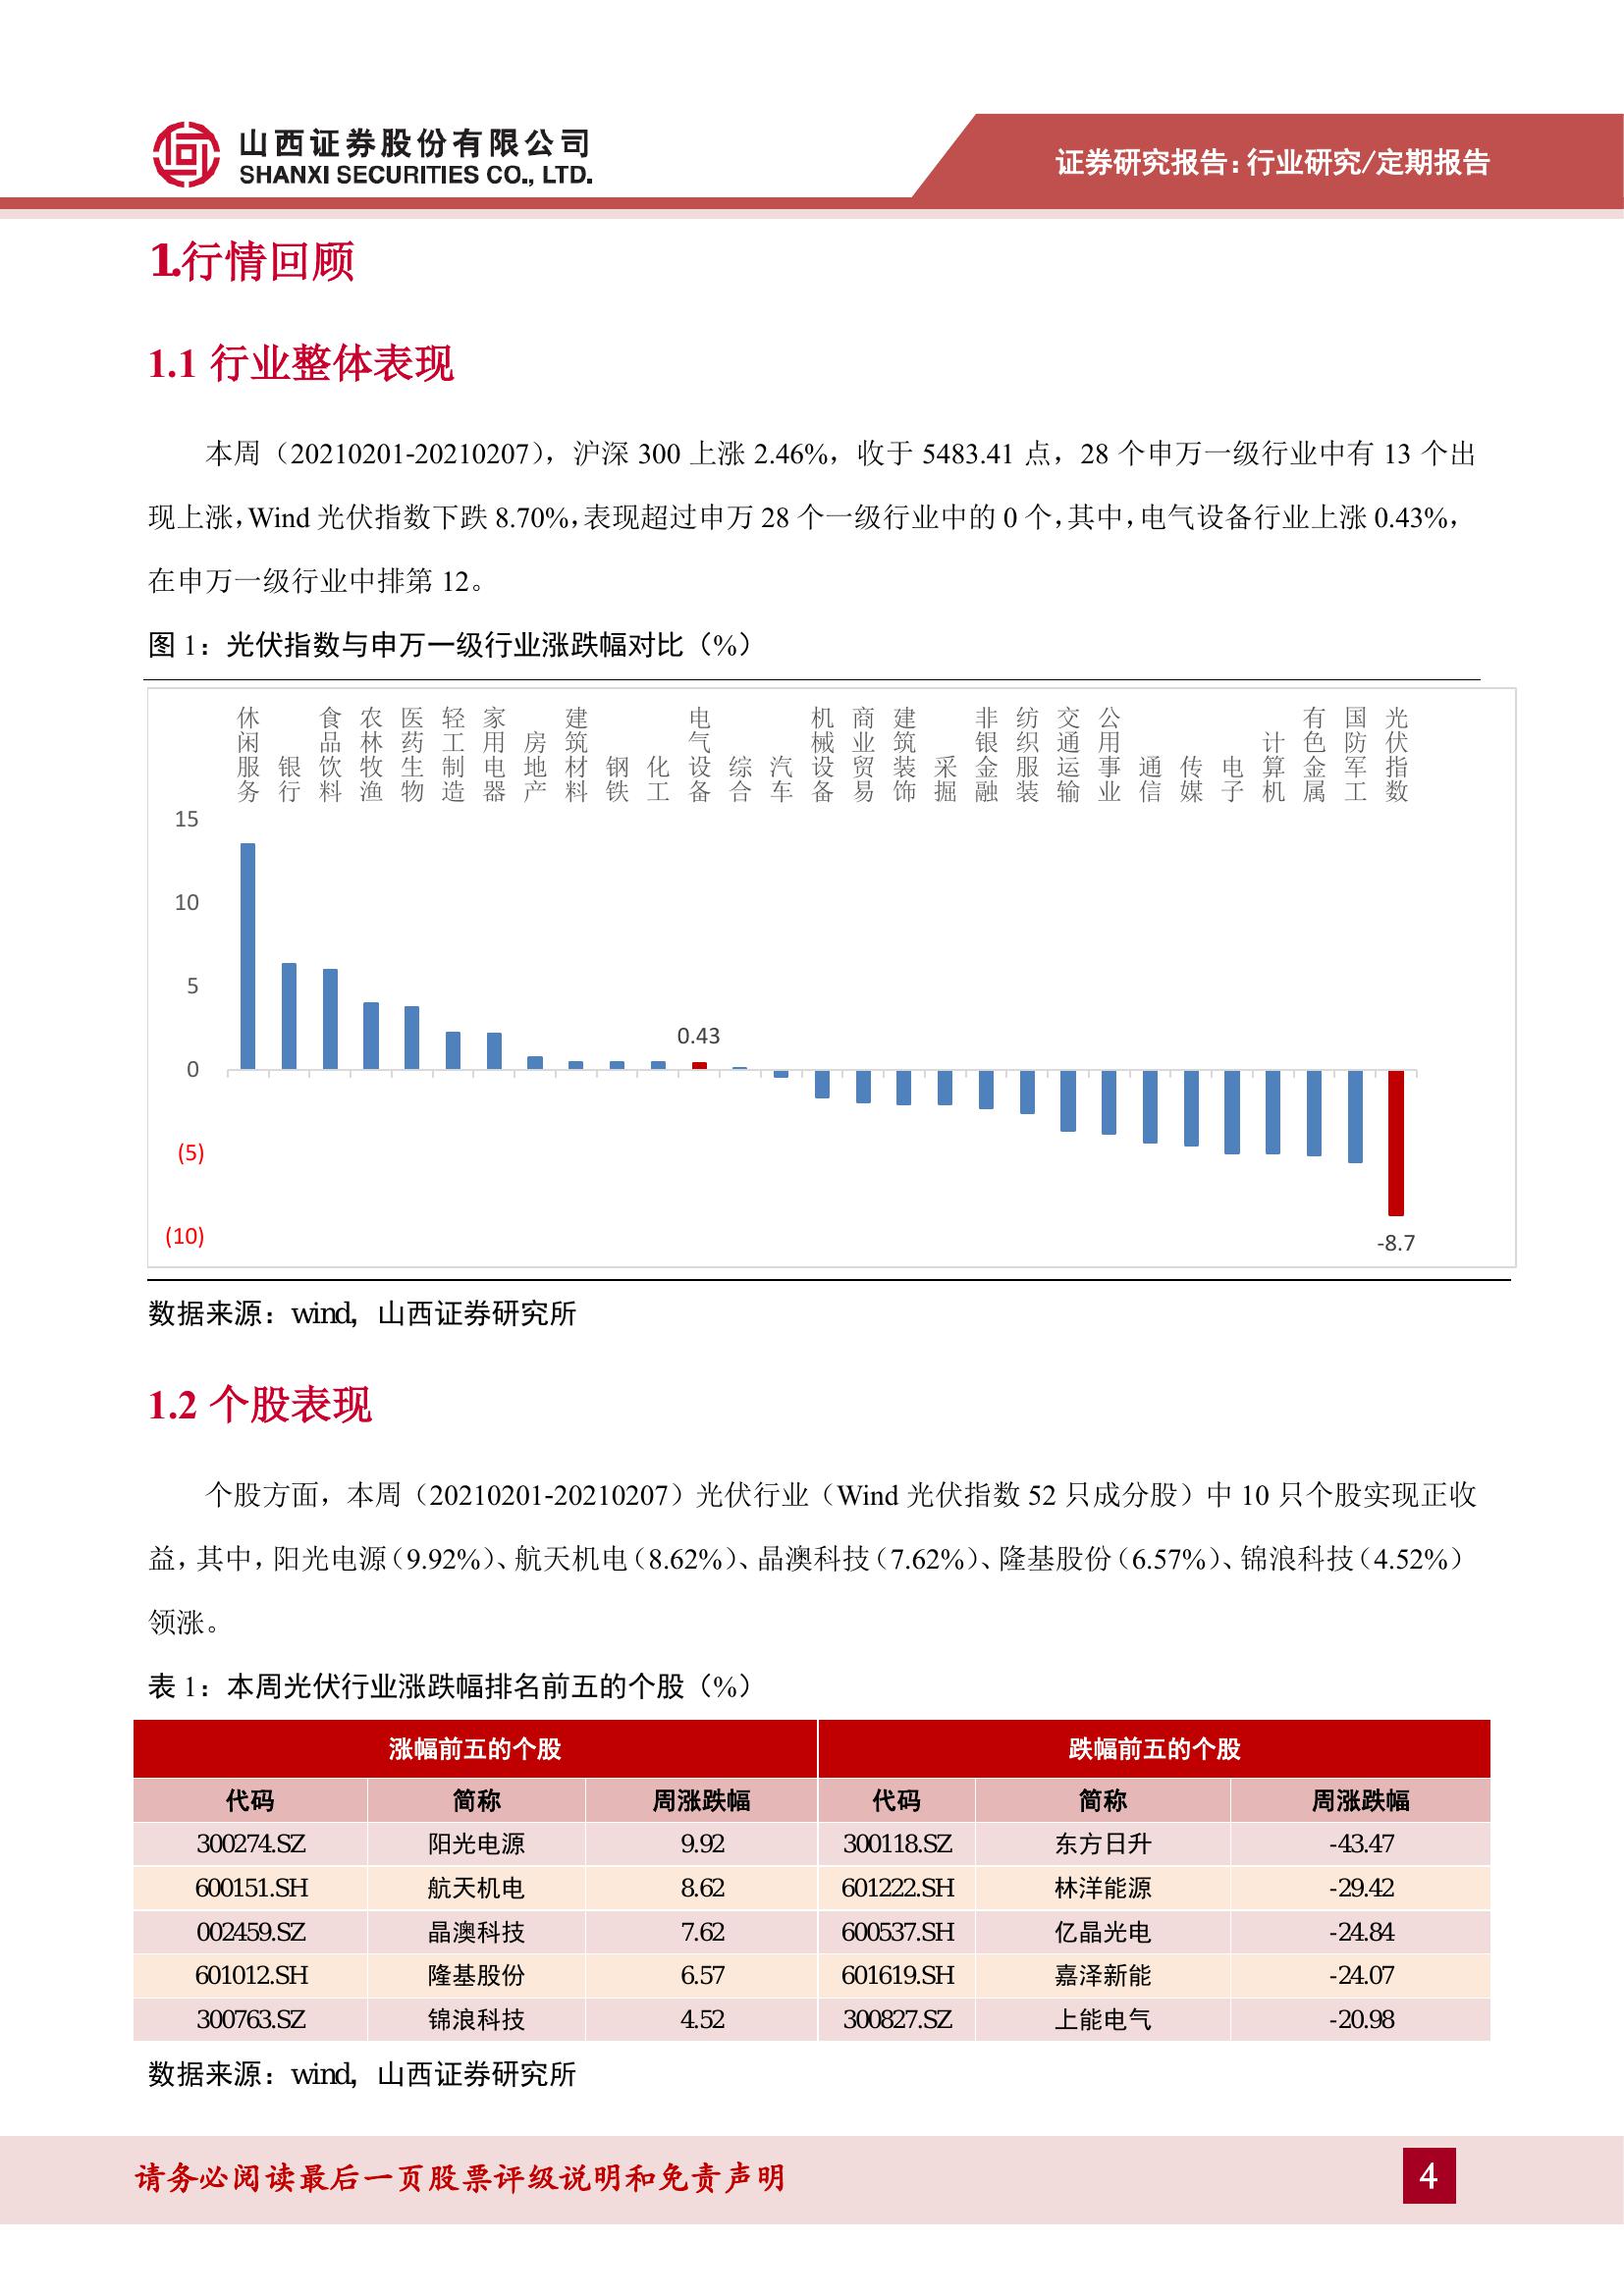 山西证券股份有限公司
SHANXI SECURITIES CO., LTD.
证券研究报告：行业研究/定期报告
1.行情回顾
1.1 行业整体表现
本周（20210201-20210207），沪深 300 上涨 2.46%，收于 5483.41 点，28 个申万一级行业中有 13 个出
现上涨，Wind 光伏指数下跌 8.70%，表现超过申万 28 个一级行业中的 0 个，其中，电气设备行业上涨 0.43%，
在申万一级行业中排第 12。
图 1：光伏指数与申万一级行业涨跌幅对比（%）
休闲服务 银行 食品饮料 农林牧渔 医药生物 轻工制造 家用电器 房地产 建筑材料 钢铁 化工 电气设备 综合 汽车 机械设备 商业贸易 建筑装饰 采掘 非银金融 纺织服装 交通运输 公用事业 通信 传媒 电子 计算机 有色金属 国防军工 光伏指数
15
10
5
0.43
0
(5)
(10)
-8.7
数据来源：wind，山西证券研究所
1.2 个股表现
个股方面，本周（20210201-20210207）光伏行业（Wind 光伏指数 52 只成分股）中 10 只个股实现正收
益，其中，阳光电源（9.92%）、航天机电（8.62%）、晶澳科技（7.62%）、隆基股份（6.57%）、锦浪科技（4.52%）
领涨。
表 1：本周光伏行业涨跌幅排名前五的个股（%）
涨幅前五的个股 跌幅前五的个股
代码 简称 周涨跌幅 代码 简称 周涨跌幅
300274.SZ 阳光电源 9.92 300118.SZ 东方日升 -43.47
600151.SH 航天机电 8.62 601222.SH 林洋能源 -29.42
002459.SZ 晶澳科技 7.62 600537.SH 亿晶光电 -24.84
601012.SH 隆基股份 6.57 601619.SH 嘉泽新能 -24.07
300763.SZ 锦浪科技 4.52 300827.SZ 上能电气 -20.98
数据来源：wind，山西证券研究所
请务必阅读最后一页股票评级说明和免责声明
4